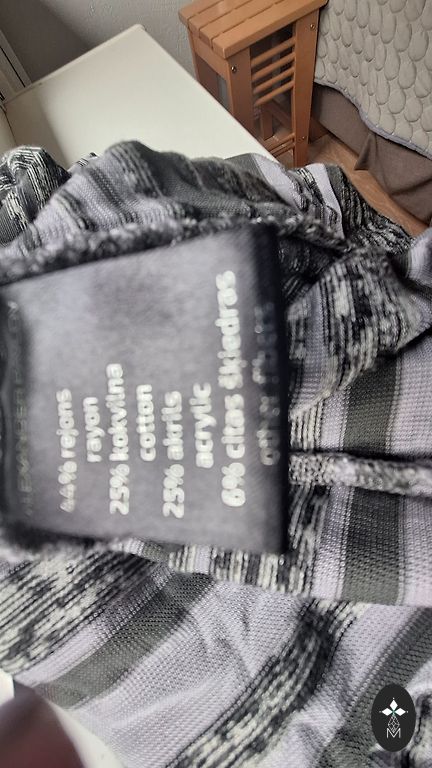 44% rejons
rayon
25% kokvilna
cotton
25% akrils
acrylic
6% citas šķiedras